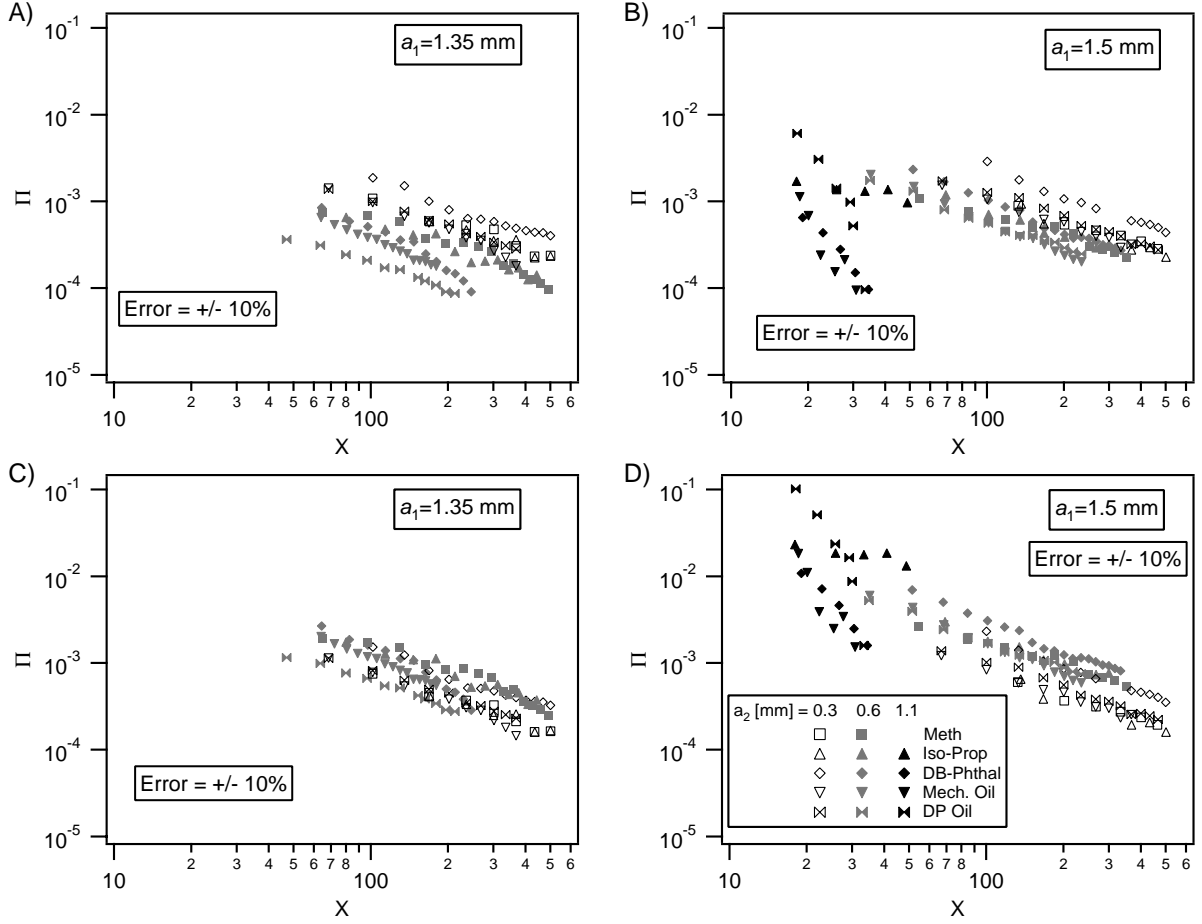 A)
a1=1.35 mm
10-1
10-2
10-3
10-4
10-5
Π
Error = +/- 10%
2 3 4 5 6 7 8 2 3 4 5 6
10 100
X
B)
a1=1.5 mm
10-1
10-2
10-3
10-4
10-5
Π
Error = +/- 10%
2 3 4 5 6 7 8 2 3 4 5 6
10 100
X
C)
a1=1.35 mm
10-1
10-2
10-3
10-4
10-5
Π
Error = +/- 10%
2 3 4 5 6 7 8 2 3 4 5 6
10 100
X
D)
a1=1.5 mm
Error = +/- 10%
10-1
10-2
10-3
10-4
10-5
Π
a2 [mm] = 0.3 0.6 1.1
Meth
Iso-Prop
DB-Phthal
Mech. Oil
DP Oil
2 3 4 5 6 7 8 2 3 4 5 6
10 100
X